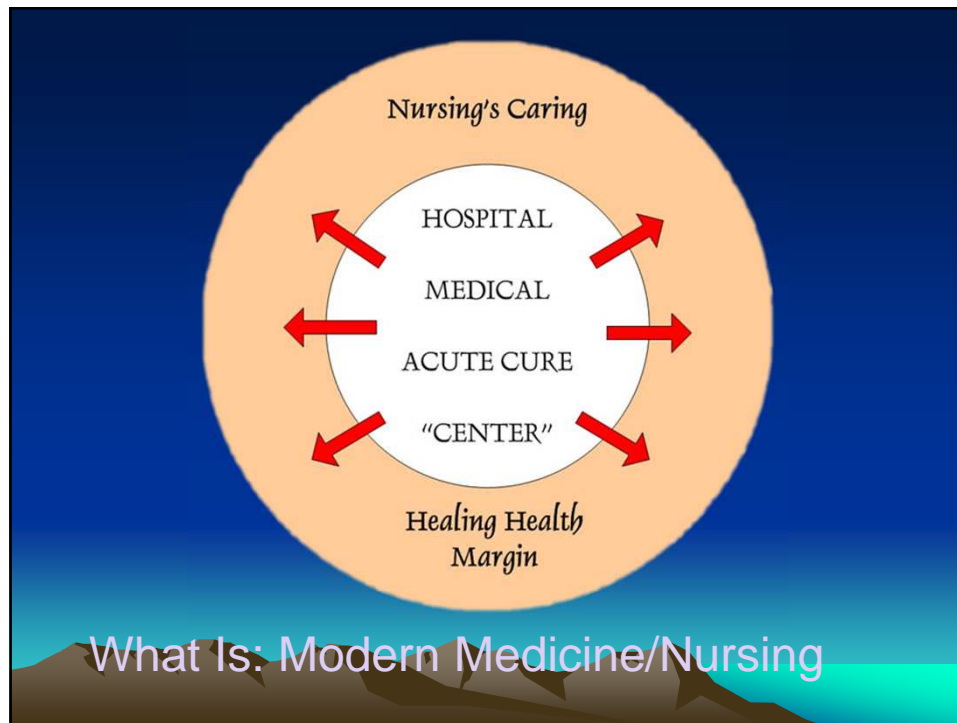 Nursing's Caring
HOSPITAL
MEDICAL
ACUTE CURE
“CENTER”
Healing Health
Margin
What Is: Modern Medicine/Nursing